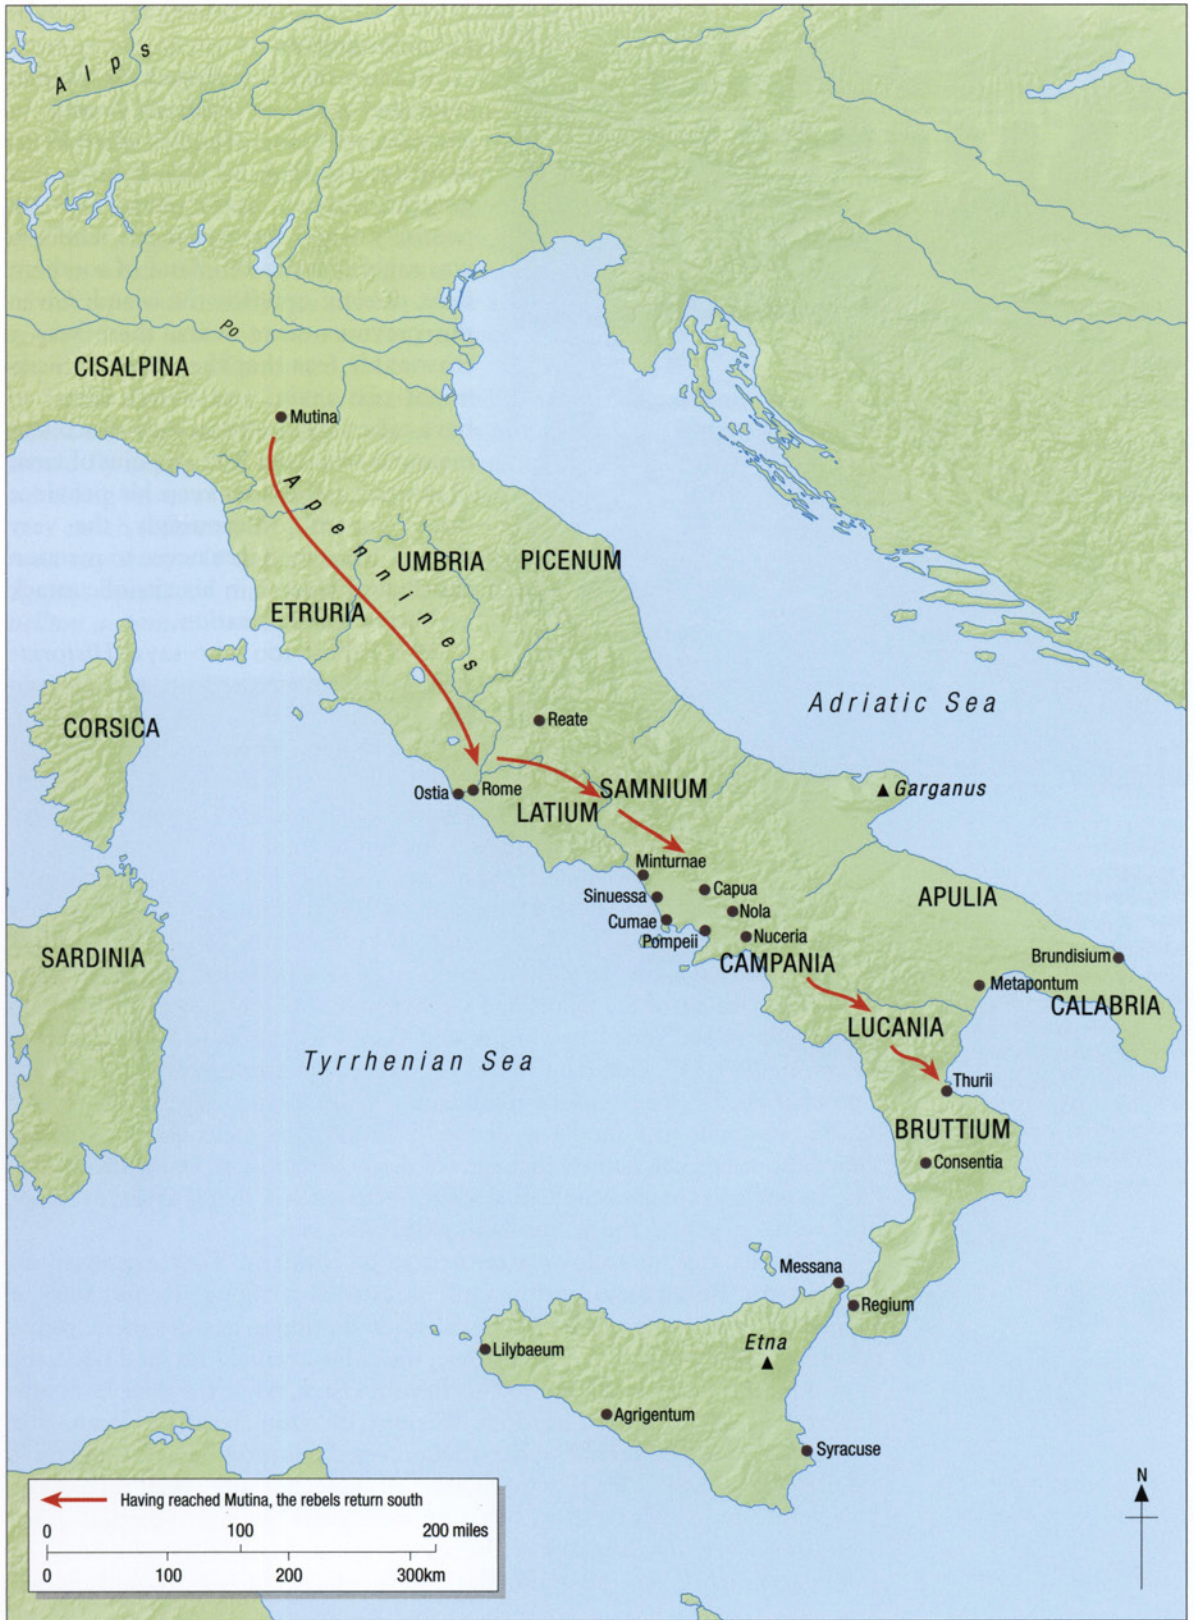 Alps
Po
CISALPINA
Mutina
Apennines
UMBRIA
PICENUM
ETRURIA
Adriatic Sea
CORSICA
Reate
Ostia
Rome
SAMNIUM
LATIUM
Garganus
Minturnae
Capua
Sinuessa
Nola
APULIA
Cumae
Pompeii
Nuceria
SARDINIA
CAMPANIA
Brundisium
Metapontum
CALABRIA
LUCANIA
Tyrrhenian Sea
Thurii
BRUTTIUM
Consentia
Messana
Regium
Etna
Lilybaeum
Agrigentum
Syracuse
N
Having reached Mutina, the rebels return south
0 100 200 miles
0 100 200 300km